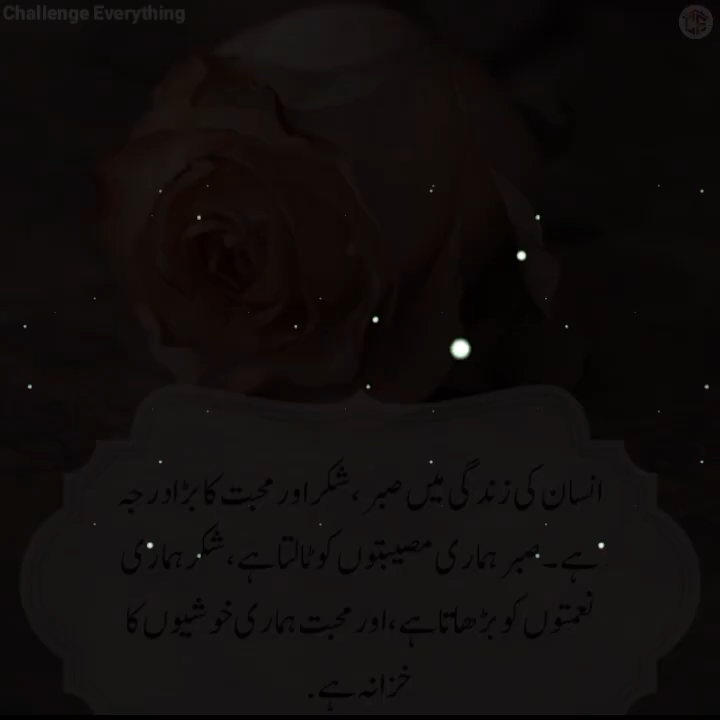 Challenge Everything
انسان کی زندگی میں صبر ،شکر اور محبت کا بڑا درجہ
ہے۔صبر ہماری مصیبتوں کو ٹالتا ہے،شکر ہماری
نعمتوں کو بڑھاتا ہے،اور محبت ہماری خوشیوں کا
خزانہ ہے.